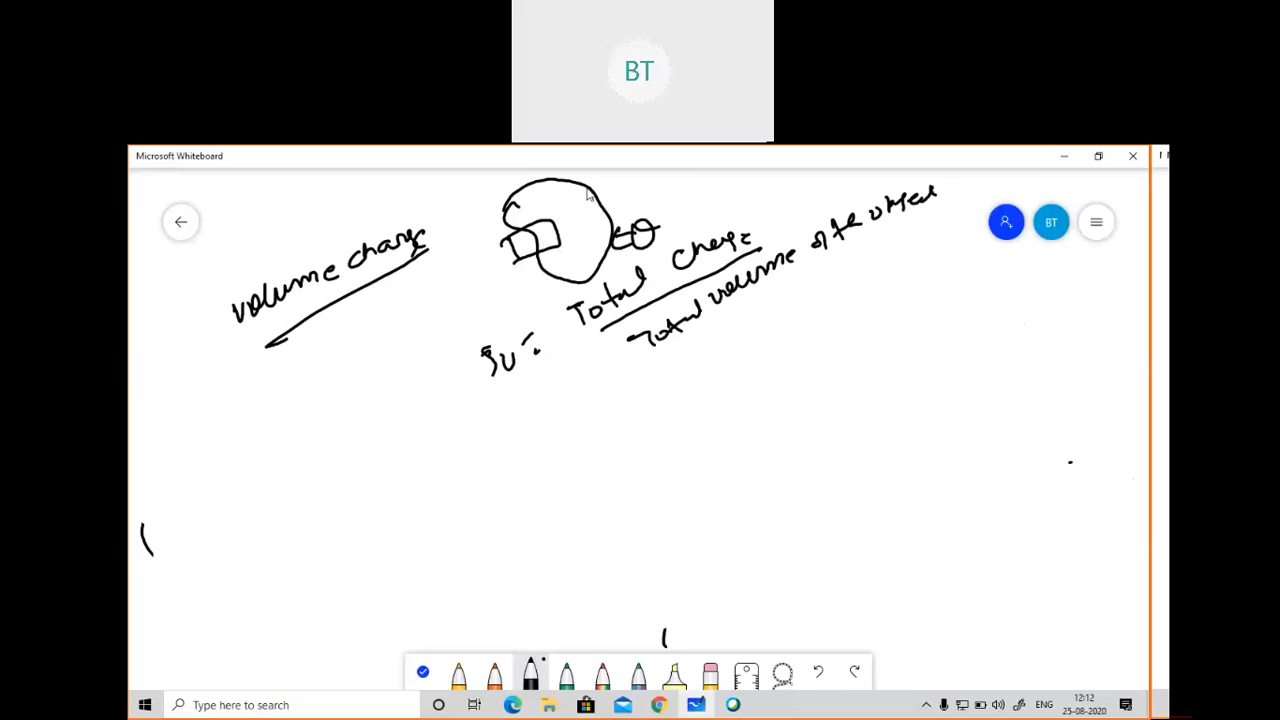 BT
Microsoft Whiteboard
BT
volume charge
Total charge
Total volume of the object
Type here to search
ENG
12:12
25-08-2020